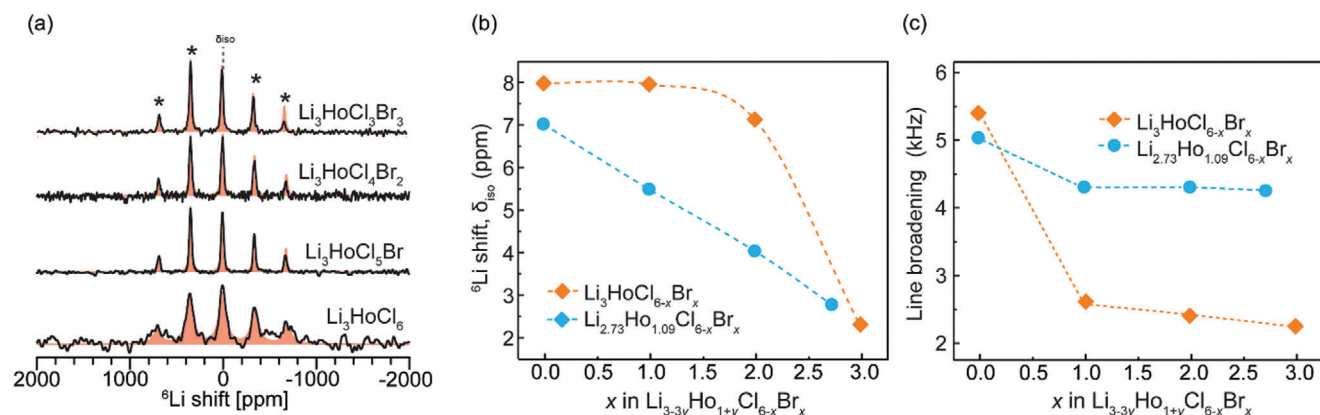 (a)
δiso
* * * *
Li₃HoCl₃Br₃
Li₃HoCl₄Br₂
Li₃HoCl₅Br
Li₃HoCl₆
2000 1000 0 -1000 -2000
⁶Li shift [ppm]
(b)
⁶Li shift, δiso (ppm)
8
7
6
5
4
3
2
Li₃HoCl₆₋ₓBrₓ
Li₂.₇₃Ho₁.₀₉Cl₆₋ₓBrₓ
0.0 0.5 1.0 1.5 2.0 2.5 3.0
x in Li₃₋₃ᵧHo₁₊ᵧCl₆₋ₓBrₓ
(c)
Line broadening (kHz)
6
5
4
3
2
Li₃HoCl₆₋ₓBrₓ
Li₂.₇₃Ho₁.₀₉Cl₆₋ₓBrₓ
0.0 0.5 1.0 1.5 2.0 2.5 3.0
x in Li₃₋₃ᵧHo₁₊ᵧCl₆₋ₓBrₓ